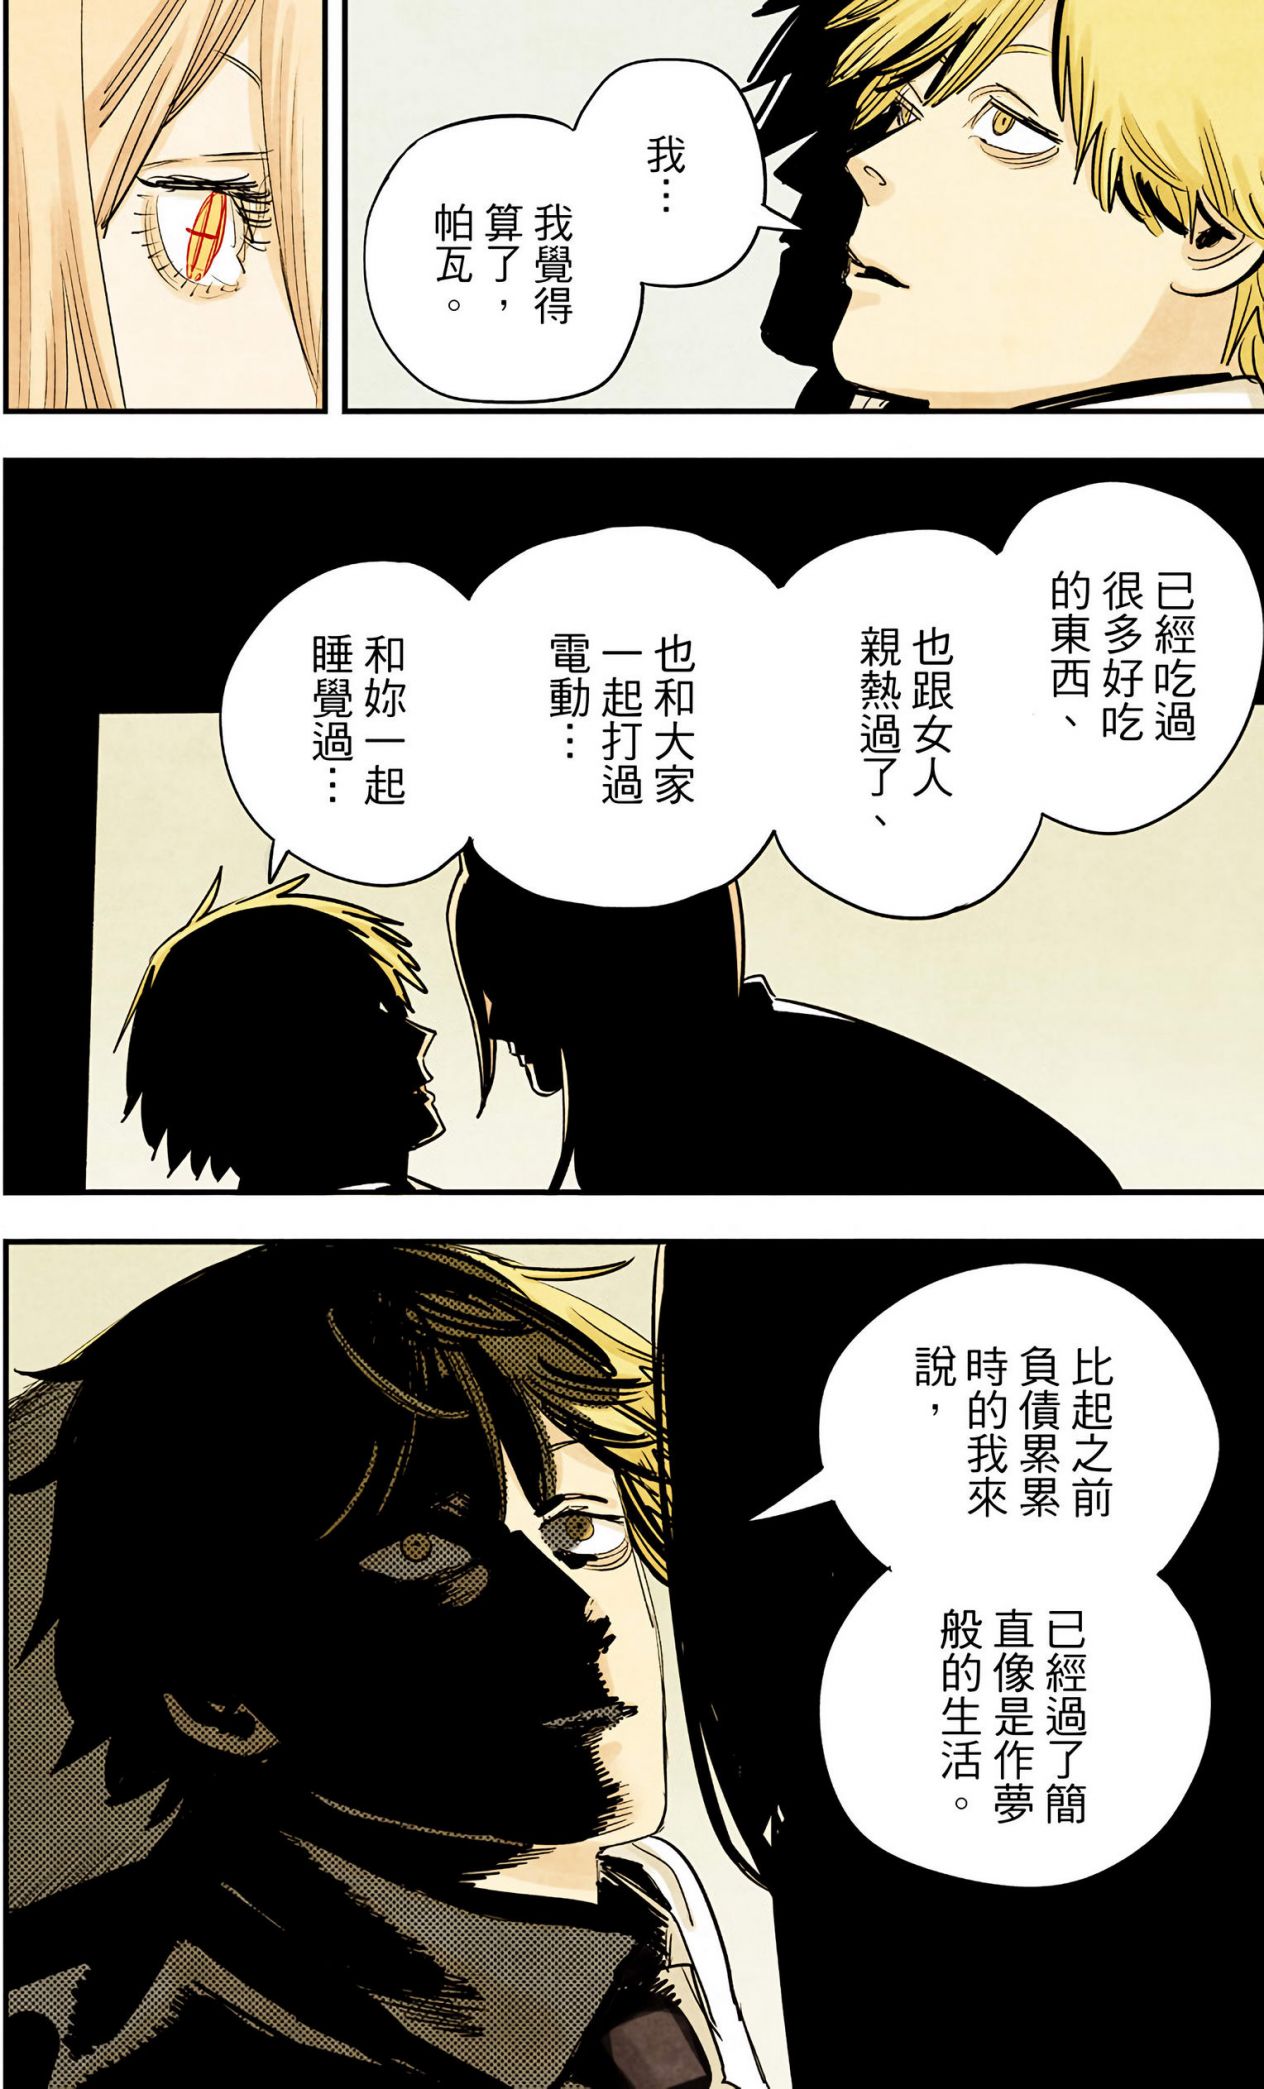 我…
我覺得
算了，
帕瓦。
已經吃過
很多好吃
的東西、
也跟女人
親熱過了、
也和大家
一起打過
電動…
和妳一起
睡覺過…
比起之前
負債累累
時的我來
說，
已經過了簡
直像是作夢
般的生活。